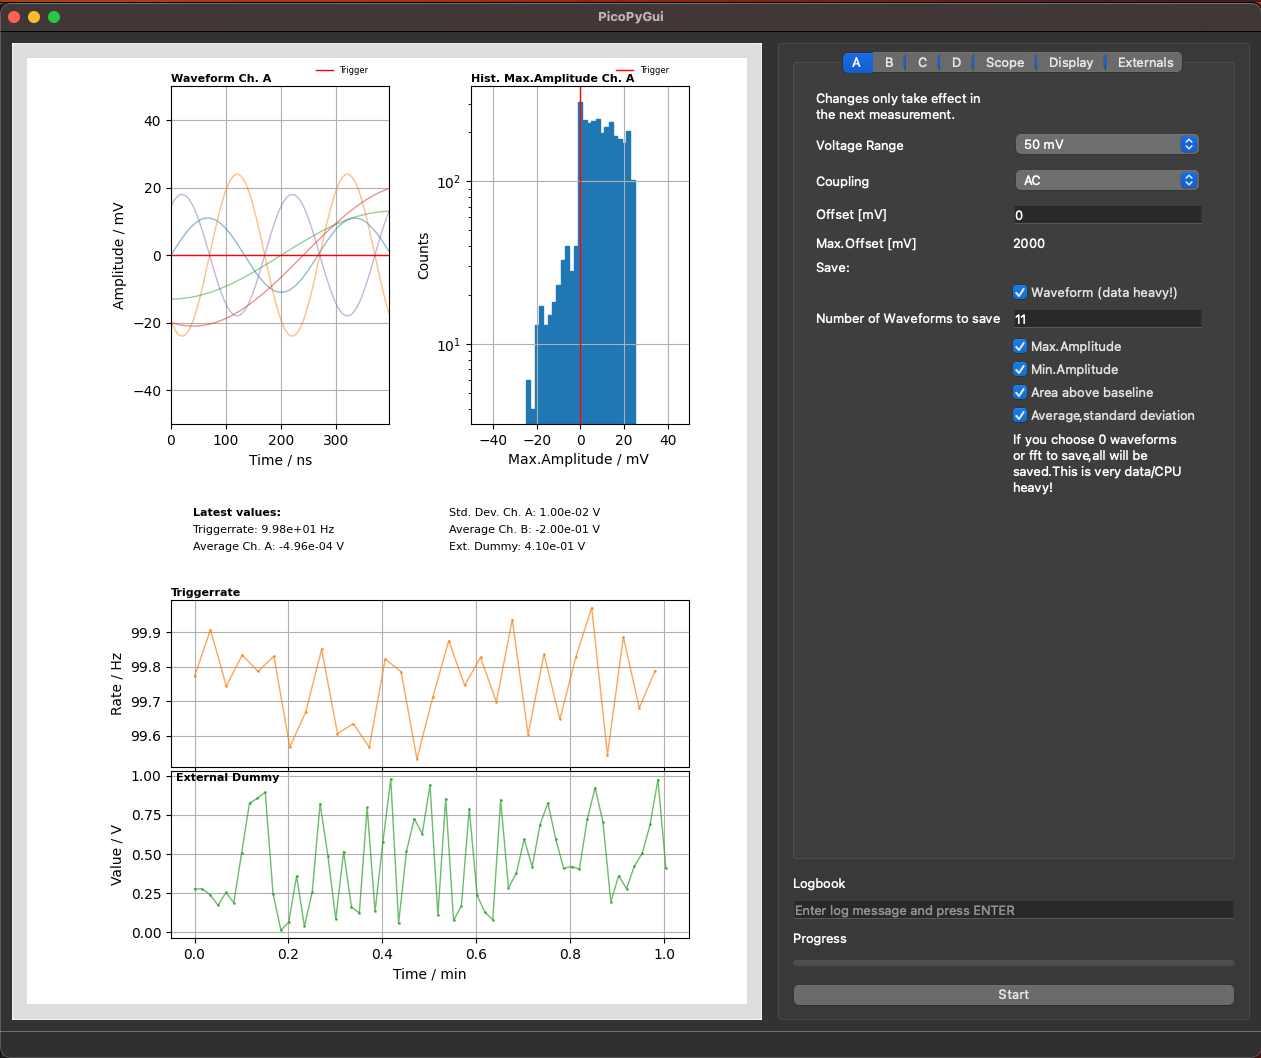 PicoPyGui
Waveform Ch. A
Trigger
40
20
0
−20
−40
Amplitude / mV
0 100 200 300
Time / ns
Hist. Max.Amplitude Ch. A
Trigger
10²
10¹
Counts
−40 −20 0 20 40
Max.Amplitude / mV
Latest values:
Triggerrate: 9.98e+01 Hz
Average Ch. A: -4.96e-04 V
Std. Dev. Ch. A: 1.00e-02 V
Average Ch. B: -2.00e-01 V
Ext. Dummy: 4.10e-01 V
Triggerrate
99.9
99.8
99.7
99.6
Rate / Hz
External Dummy
1.00
0.75
0.50
0.25
0.00
Value / V
0.0 0.2 0.4 0.6 0.8 1.0
Time / min
A B C D Scope Display Externals
Changes only take effect in
the next measurement.
Voltage Range 50 mV
Coupling AC
Offset [mV] 0
Max.Offset [mV] 2000
Save:
Waveform (data heavy!)
Number of Waveforms to save 11
Max.Amplitude
Min.Amplitude
Area above baseline
Average,standard deviation
If you choose 0 waveforms
or fft to save,all will be
saved.This is very data/CPU
heavy!
Logbook
Enter log message and press ENTER
Progress
Start